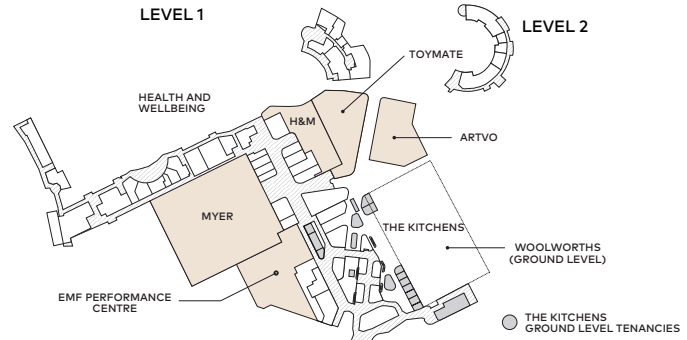 LEVEL 1
LEVEL 2
TOYMATE
HEALTH AND
WELLBEING
H&M
ARTVO
MYER
THE KITCHENS
WOOLWORTHS
(GROUND LEVEL)
EMF PERFORMANCE
CENTRE
THE KITCHENS
GROUND LEVEL TENANCIES